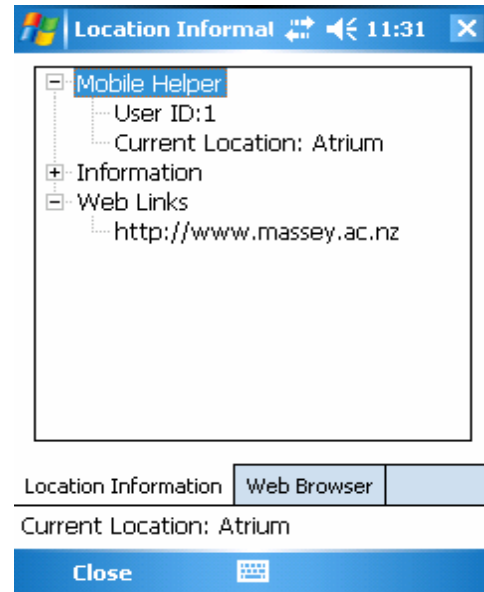 Location Informat 11:31
Mobile Helper
User ID:1
Current Location: Atrium
Information
Web Links
http://www.massey.ac.nz
Location Information Web Browser
Current Location: Atrium
Close